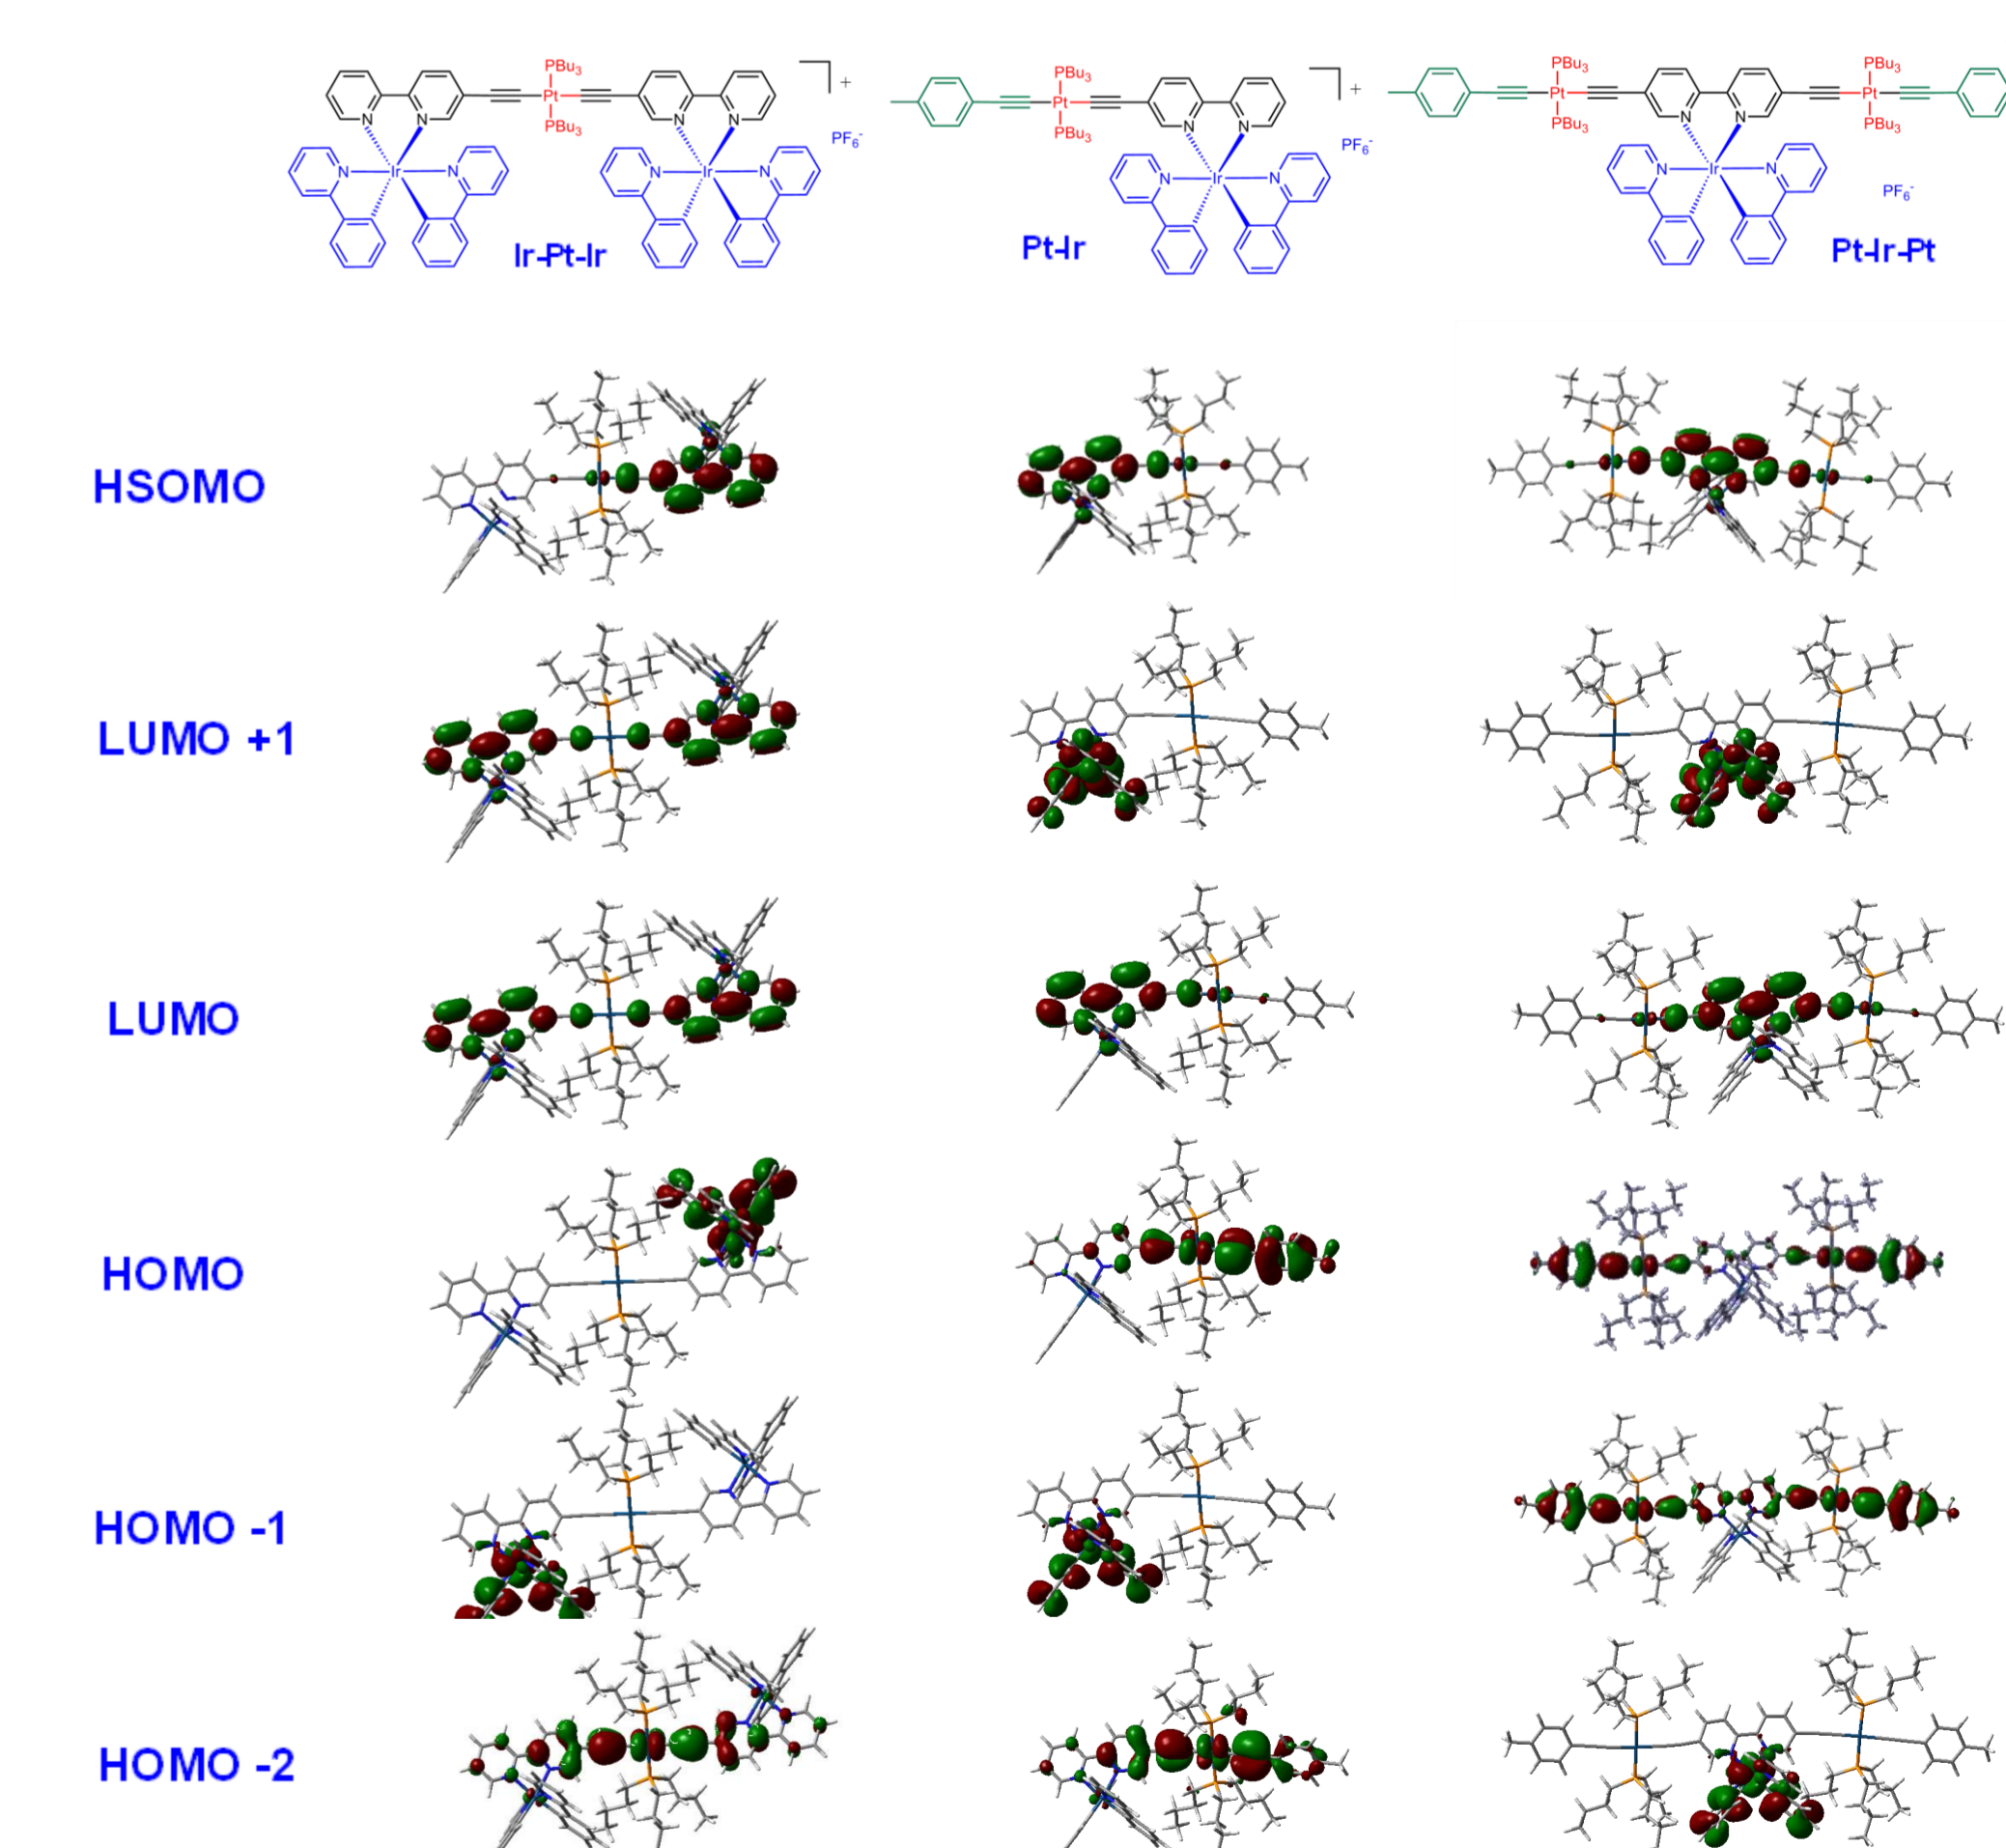 PBu3 Pt PBu3 N N Ir N N N N Ir N N ]+ PF6-
Ir-Pt-Ir
PBu3 Pt PBu3 N N Ir N N ]+ PF6-
Pt-Ir
PBu3 Pt PBu3 N N Ir N N PBu3 Pt PBu3 PF6-
Pt-Ir-Pt
HSOMO
LUMO +1
LUMO
HOMO
HOMO -1
HOMO -2